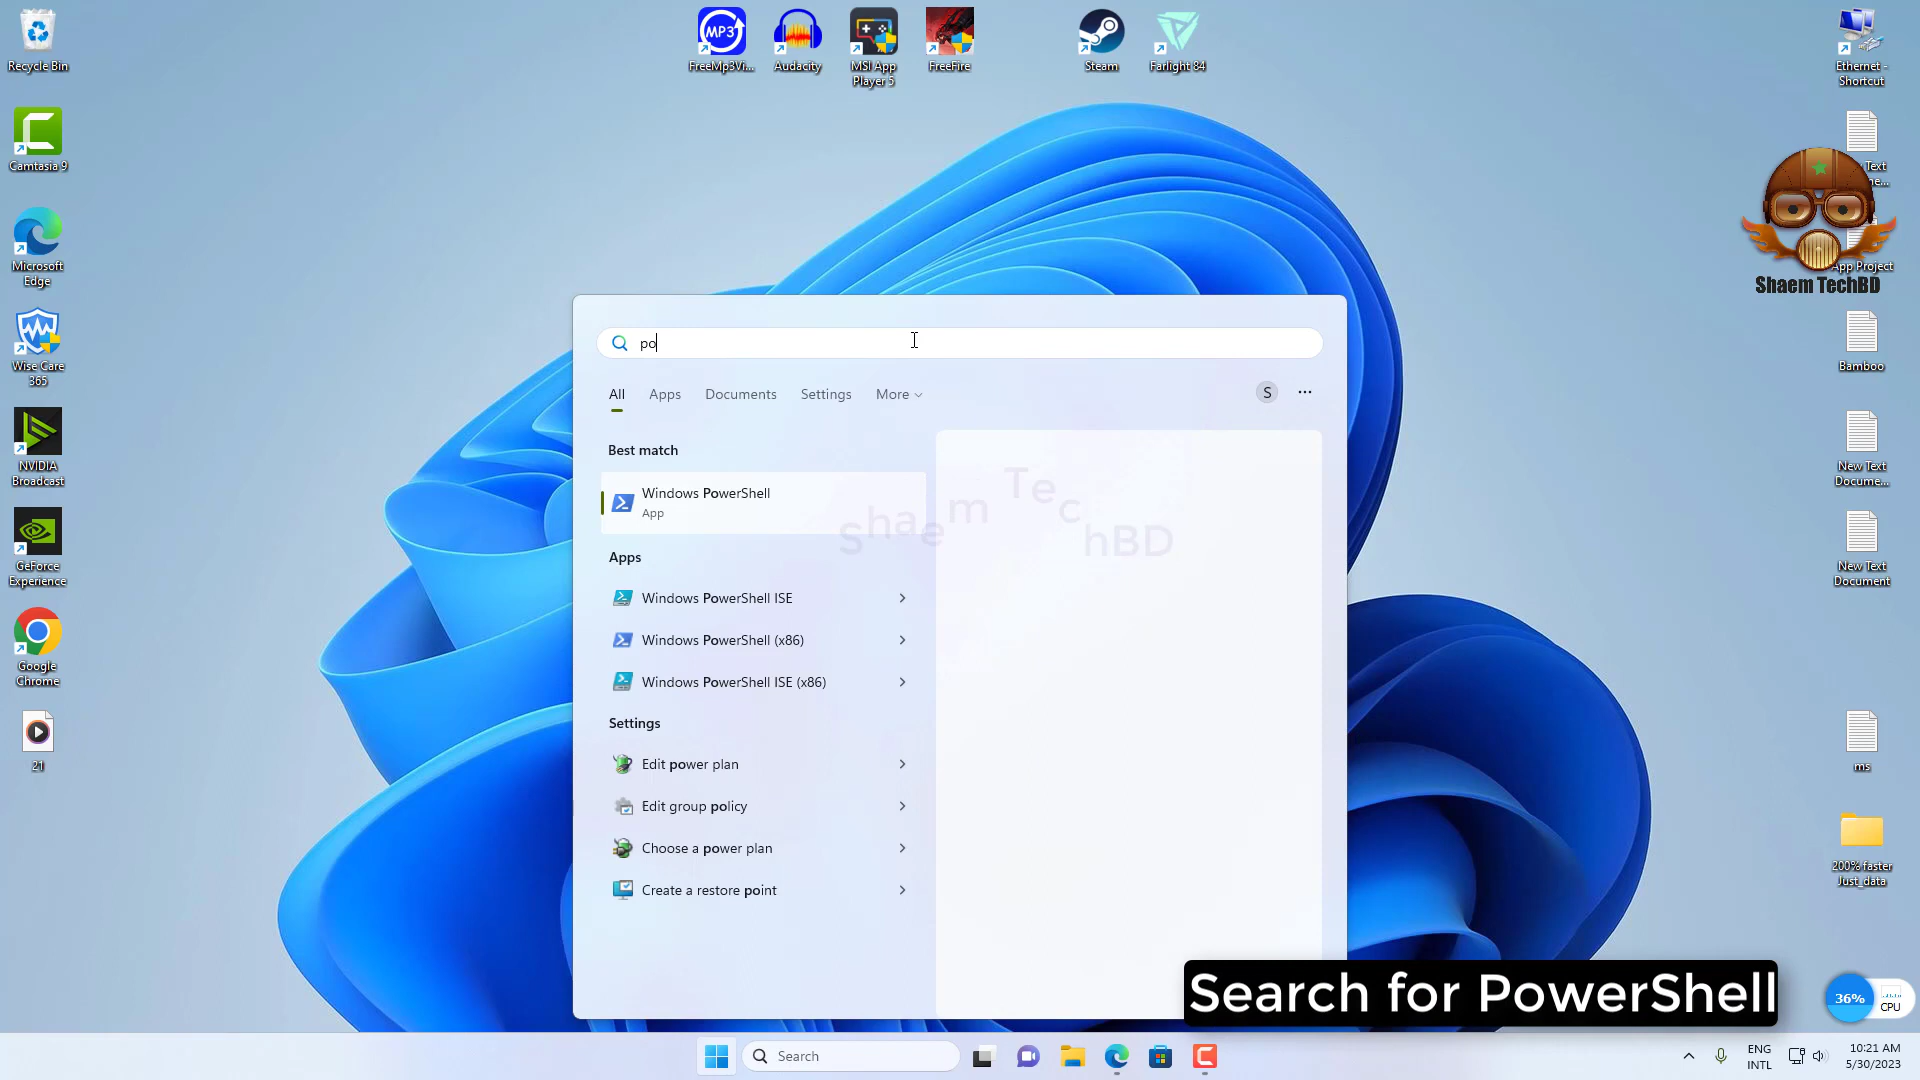 Recycle Bin
Camtasia 9
Microsoft
Edge
Wise Care
365
NVIDIA
Broadcast
GeForce
Experience
Google
Chrome
21
MP3
FreeMp3Vi...
Audacity
MSI App
Player 5
FreeFire
Steam
Farlight 84
Ethernet -
Shortcut
Text
App Project
Shaem TechBD
Bamboo
New Text
Docume...
New Text
Document
ms
200% faster
Just_data
po
All
Apps
Documents
Settings
More
S
Best match
Windows PowerShell
App
Apps
Windows PowerShell ISE
Windows PowerShell (x86)
Windows PowerShell ISE (x86)
Settings
Edit power plan
Edit group policy
Choose a power plan
Create a restore point
Shaem TechBD
Search for PowerShell
36%
CPU
Search
ENG
INTL
10:21 AM
5/30/2023